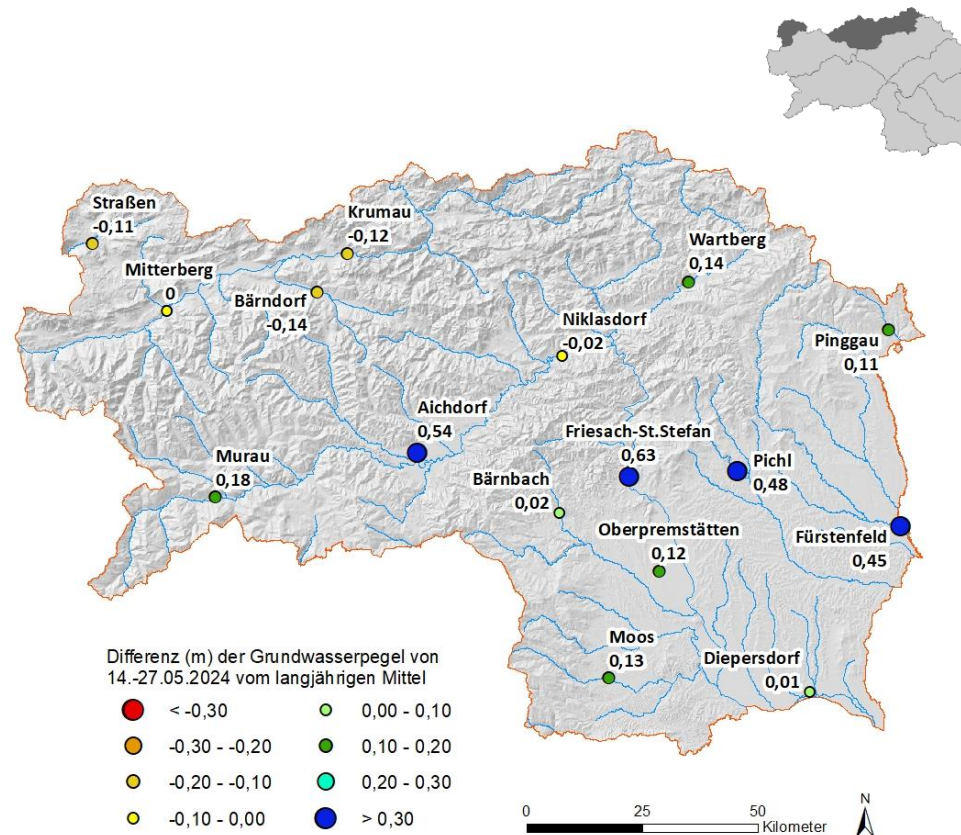 Straßen
-0,11
Krumau
-0,12
Wartberg
0,14
Mitterberg
0
Bärndorf
-0,14
Niklasdorf
-0,02
Pinggau
0,11
Aichdorf
0,54
Friesach-St.Stefan
0,63
Murau
0,18
Pichl
0,48
Bärnbach
0,02
Oberpremstätten
0,12
Fürstenfeld
0,45
Moos
0,13
Diepersdorf
0,01
Differenz (m) der Grundwasserpegel von
14.-27.05.2024 vom langjährigen Mittel
< -0,30
-0,30 - -0,20
-0,20 - -0,10
-0,10 - 0,00
0,00 - 0,10
0,10 - 0,20
0,20 - 0,30
> 0,30
0 25 50
Kilometer
N